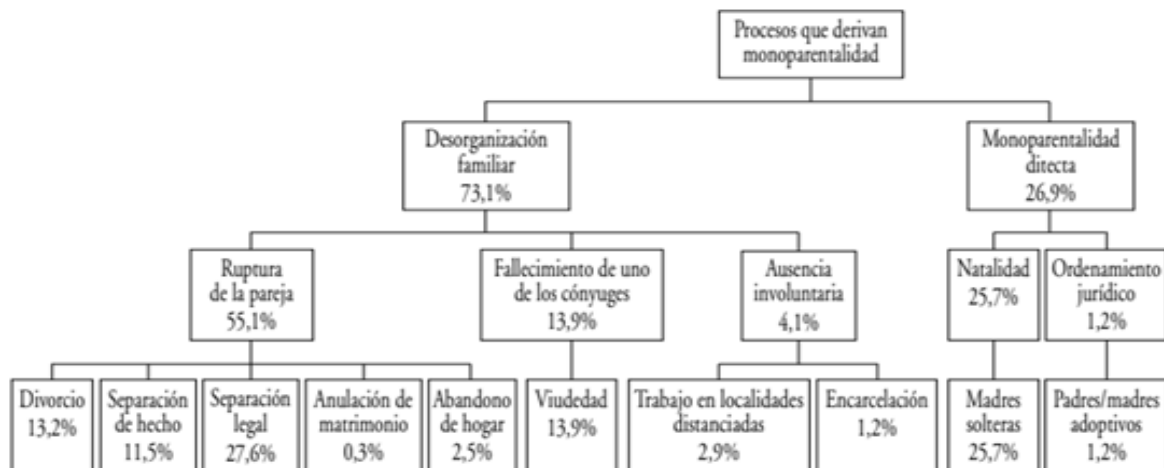 Procesos que derivan
monoparentalidad
Desorganización
familiar
73,1%
Monoparentalidad
ditecta
26,9%
Ruptura
de la pareja
55,1%
Fallecimiento de uno
de los cónyuges
13,9%
Ausencia
involuntaria
4,1%
Natalidad
25,7%
Ordenamiento
jurídico
1,2%
Divorcio
13,2%
Separación
de hecho
11,5%
Separación
legal
27,6%
Anulación de
matrimonio
0,3%
Abandono
de hogar
2,5%
Viudedad
13,9%
Trabajo en localidades
distanciadas
2,9%
Encarcelación
1,2%
Madres
solteras
25,7%
Padres/madres
adoptivos
1,2%